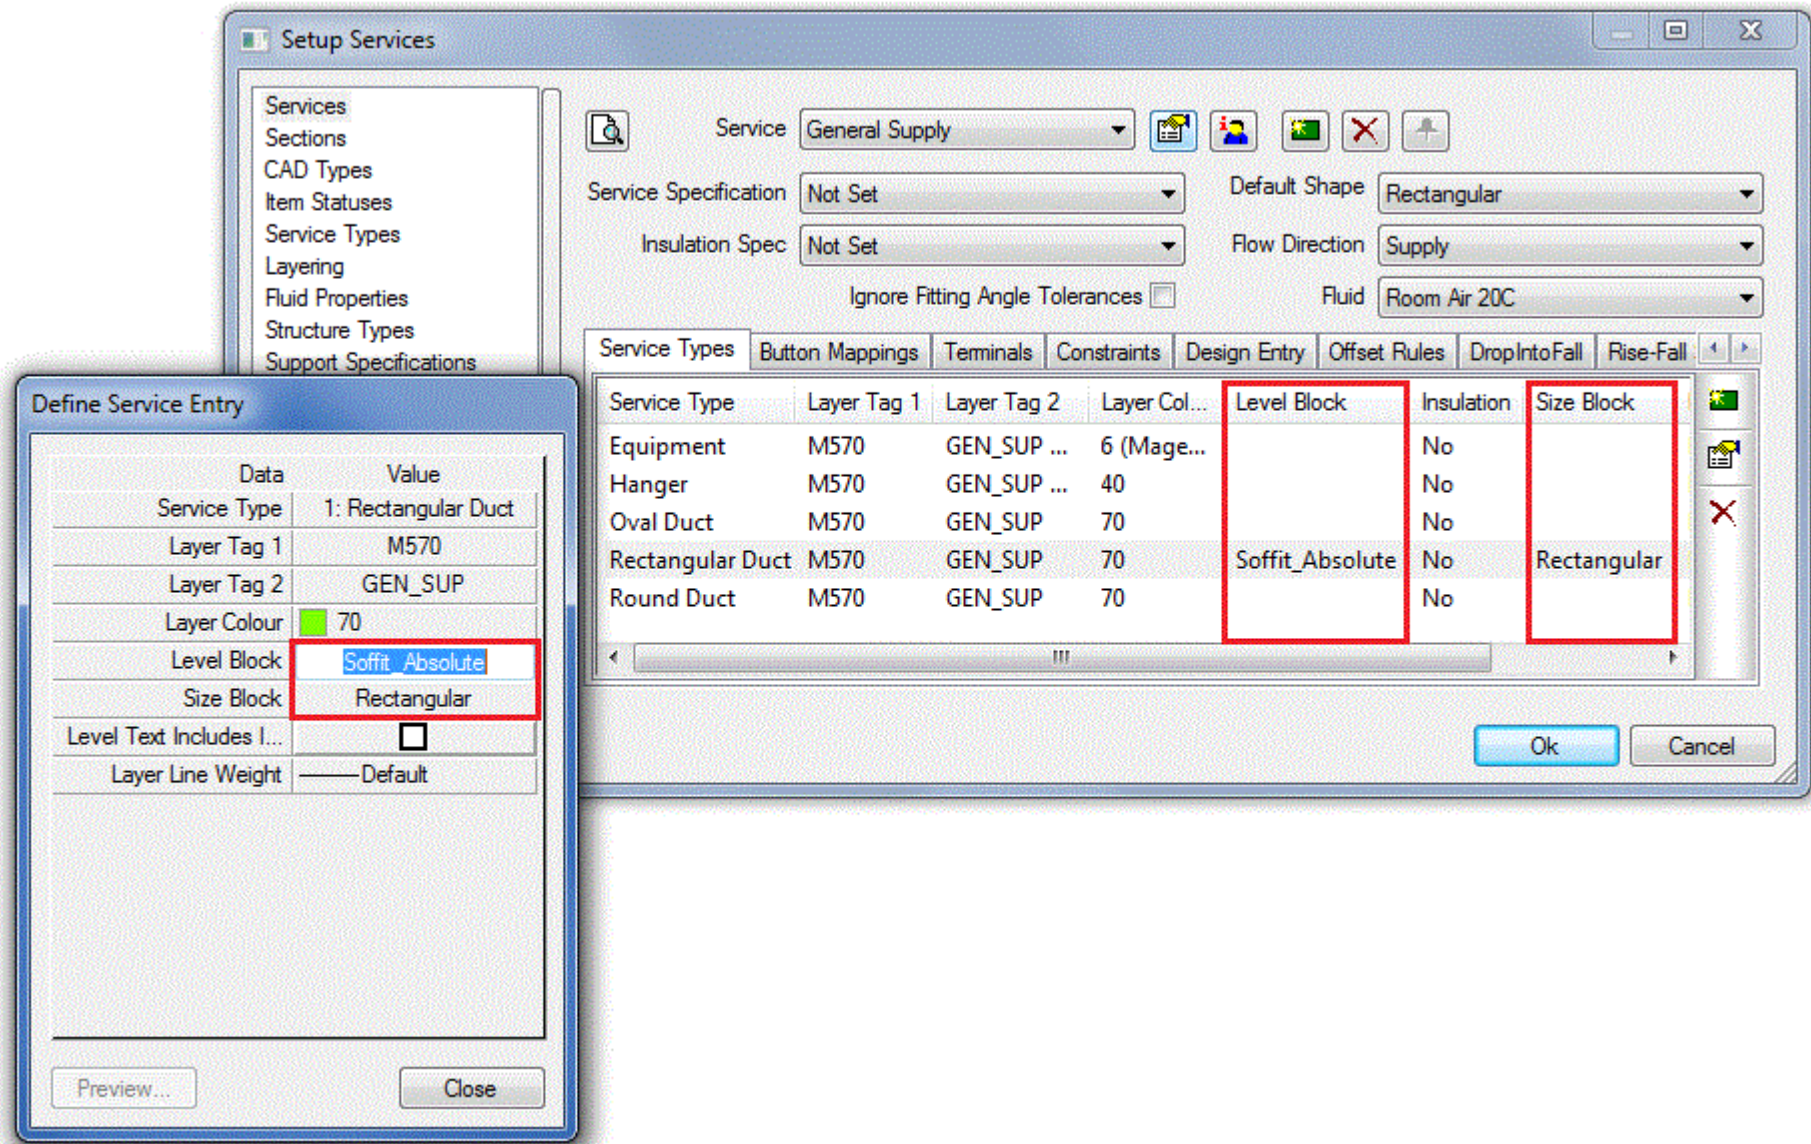 Setup Services
Services
Sections
CAD Types
Item Statuses
Service Types
Layering
Fluid Properties
Structure Types
Support Specifications
Service General Supply
Service Specification Not Set Default Shape Rectangular
Insulation Spec Not Set Flow Direction Supply
Ignore Fitting Angle Tolerances Fluid Room Air 20C
Service Types Button Mappings Terminals Constraints Design Entry Offset Rules DropIntoFall Rise-Fall
Service Type Layer Tag 1 Layer Tag 2 Layer Col... Level Block Insulation Size Block
Equipment M570 GEN_SUP ... 6 (Mage... No
Hanger M570 GEN_SUP ... 40 No
Oval Duct M570 GEN_SUP 70 No
Rectangular Duct M570 GEN_SUP 70 Soffit_Absolute No Rectangular
Round Duct M570 GEN_SUP 70 No
Ok Cancel
Define Service Entry
Data Value
Service Type 1: Rectangular Duct
Layer Tag 1 M570
Layer Tag 2 GEN_SUP
Layer Colour 70
Level Block Soffit_Absolute
Size Block Rectangular
Level Text Includes I...
Layer Line Weight Default
Preview... Close